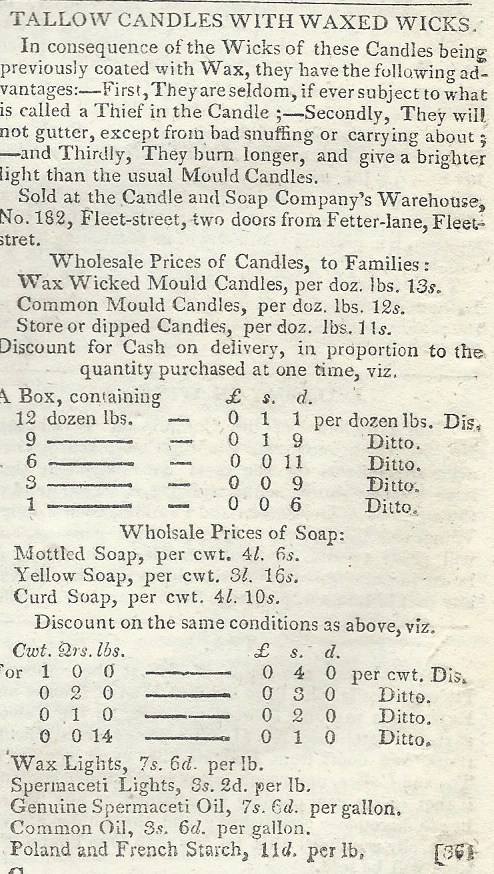 TALLOW CANDLES WITH WAXED WICKS.
In consequence of the Wicks of these Candles being
previously coated with Wax, they have the following ad-
vantages:—First, They are seldom, if ever subject to what
is called a Thief in the Candle ;—Secondly, They will
not gutter, except from bad snuffing or carrying about ;
—and Thirdly, They burn longer, and give a brighter
light than the usual Mould Candles.
Sold at the Candle and Soap Company's Warehouse,
No. 182, Fleet-street, two doors from Fetter-lane, Fleet-
stret.
Wholesale Prices of Candles, to Families :
Wax Wicked Mould Candles, per doz. lbs. 13s.
Common Mould Candles, per doz. lbs. 12s.
Store or dipped Candles, per doz. lbs. 11s.
Discount for Cash on delivery, in proportion to the
quantity purchased at one time, viz.
A Box, containing £ s. d.
12 dozen lbs. — 0 1 1 per dozen lbs. Dis.
9 ——— — 0 1 9 Ditto.
6 ——— — 0 0 11 Ditto.
3 ——— — 0 0 9 Ditto.
1 ——— — 0 0 6 Ditto.
Wholsale Prices of Soap:
Mottled Soap, per cwt. 4l. 6s.
Yellow Soap, per cwt. 3l. 16s.
Curd Soap, per cwt. 4l. 10s.
Discount on the same conditions as above, viz.
Cwt. Qrs. lbs. £ s. d.
For 1 0 0 ——— 0 4 0 per cwt. Dis.
0 2 0 ——— 0 3 0 Ditto.
0 1 0 ——— 0 2 0 Ditto.
0 0 14 ——— 0 1 0 Ditto.
Wax Lights, 7s. 6d. per lb.
Spermaceti Lights, 3s. 2d. per lb.
Genuine Spermaceti Oil, 7s. 6d. per gallon.
Common Oil, 3s. 6d. per gallon.
Poland and French Starch, 11d. per lb.